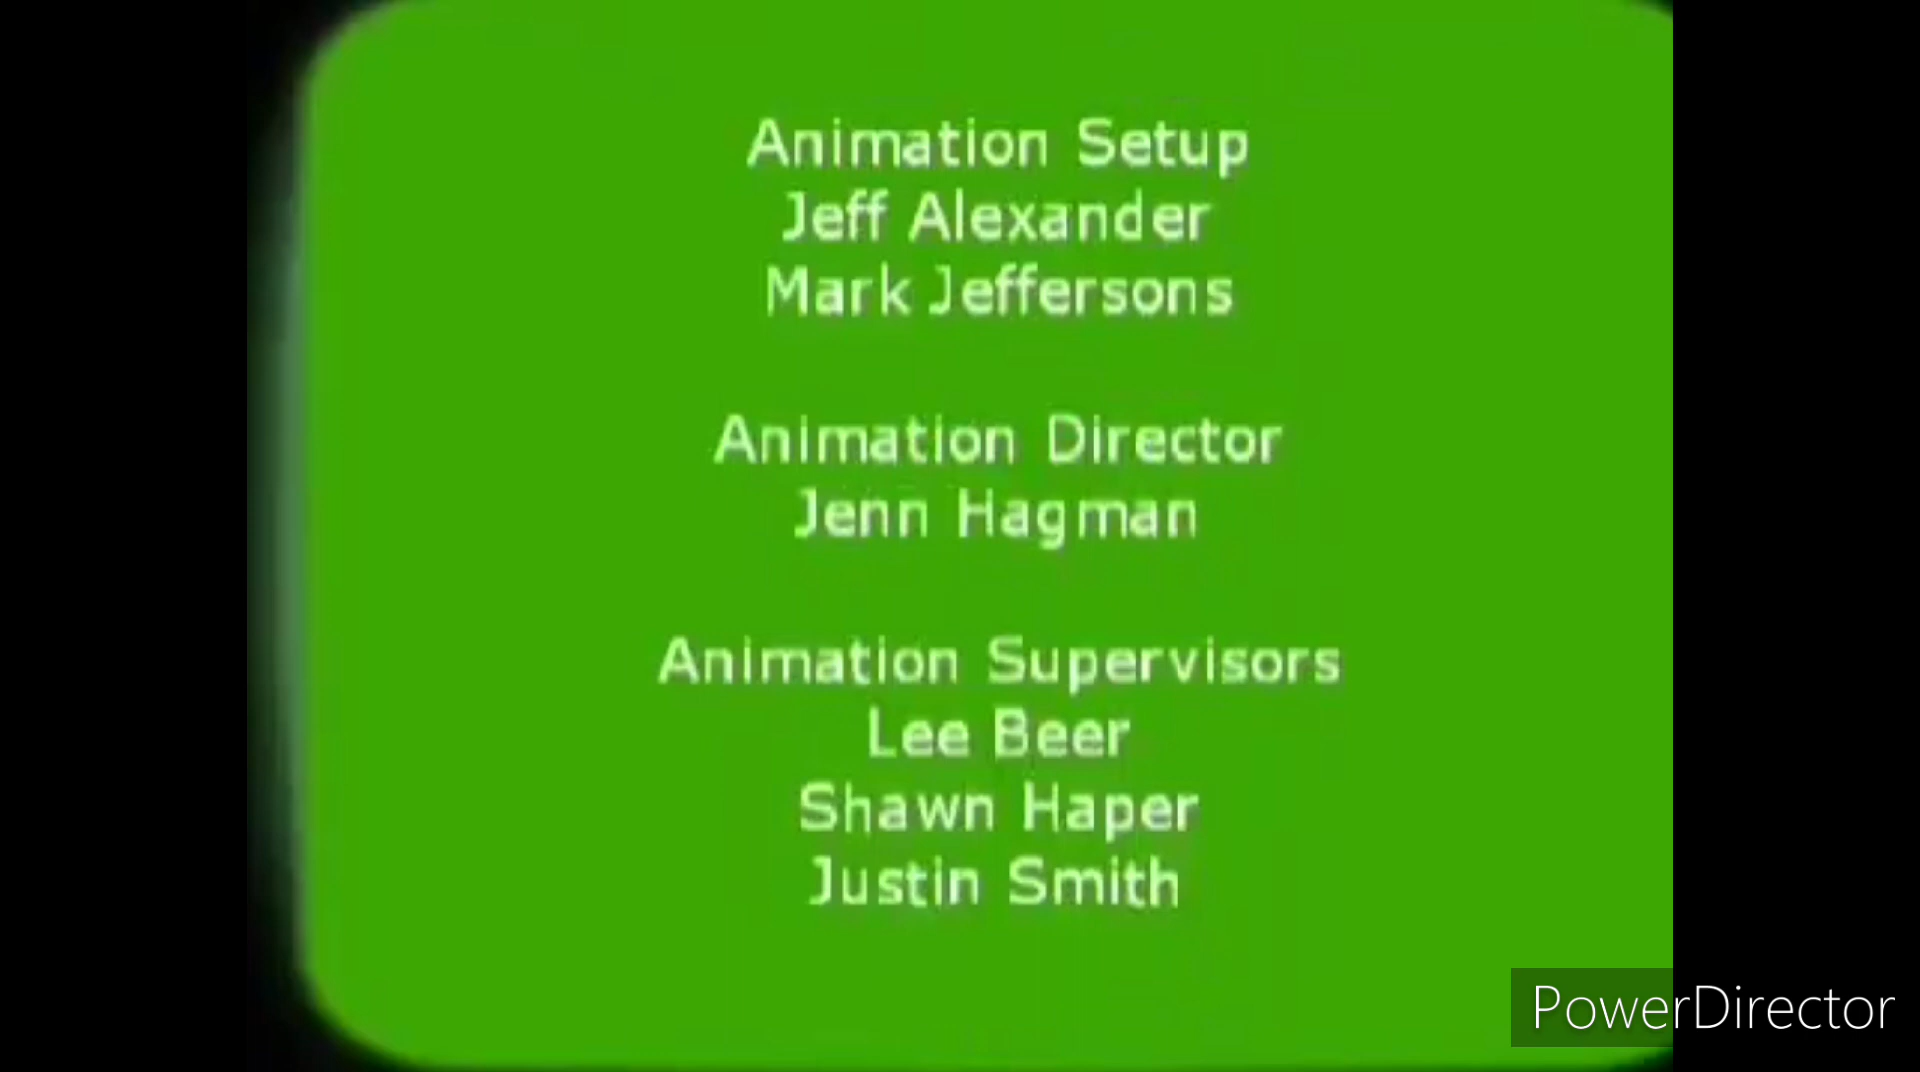 Animation Setup
Jeff Alexander
Mark Jeffersons
Animation Director
Jenn Hagman
Animation Supervisors
Lee Beer
Shawn Haper
Justin Smith
PowerDirector